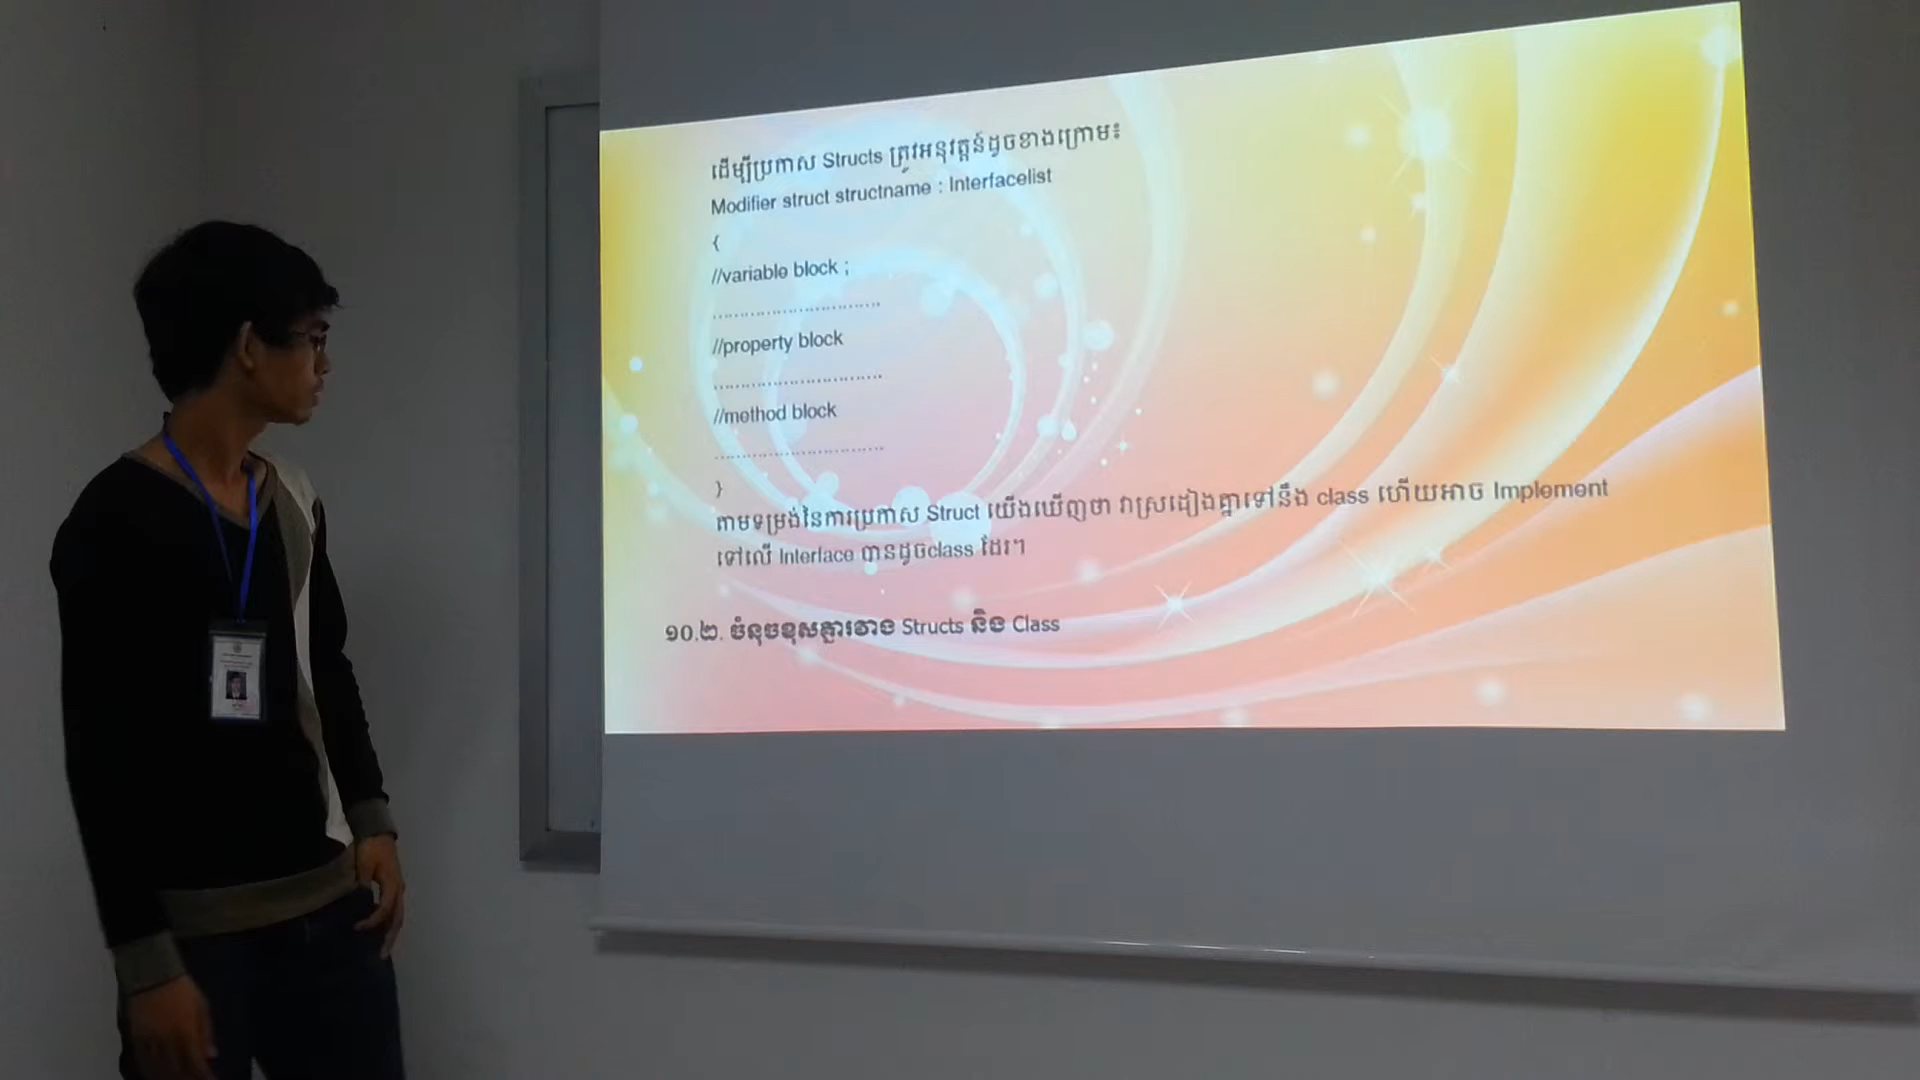 ដើម្បីប្រកាស Structs ត្រូវអនុវត្តន៍ដូចខាងក្រោម៖
Modifier struct structname : Interfacelist
{
//variable block ;
..............................
//property block
..............................
//method block
..............................
}
តាមទម្រង់នៃការប្រកាស Struct យើងឃើញថា វាស្រដៀងគ្នាទៅនឹង class ហើយអាច Implement
ទៅលើ Interface បានដូចclass ដែរ។
១០.២. ចំនុចខុសគ្នារវាង Structs និង Class